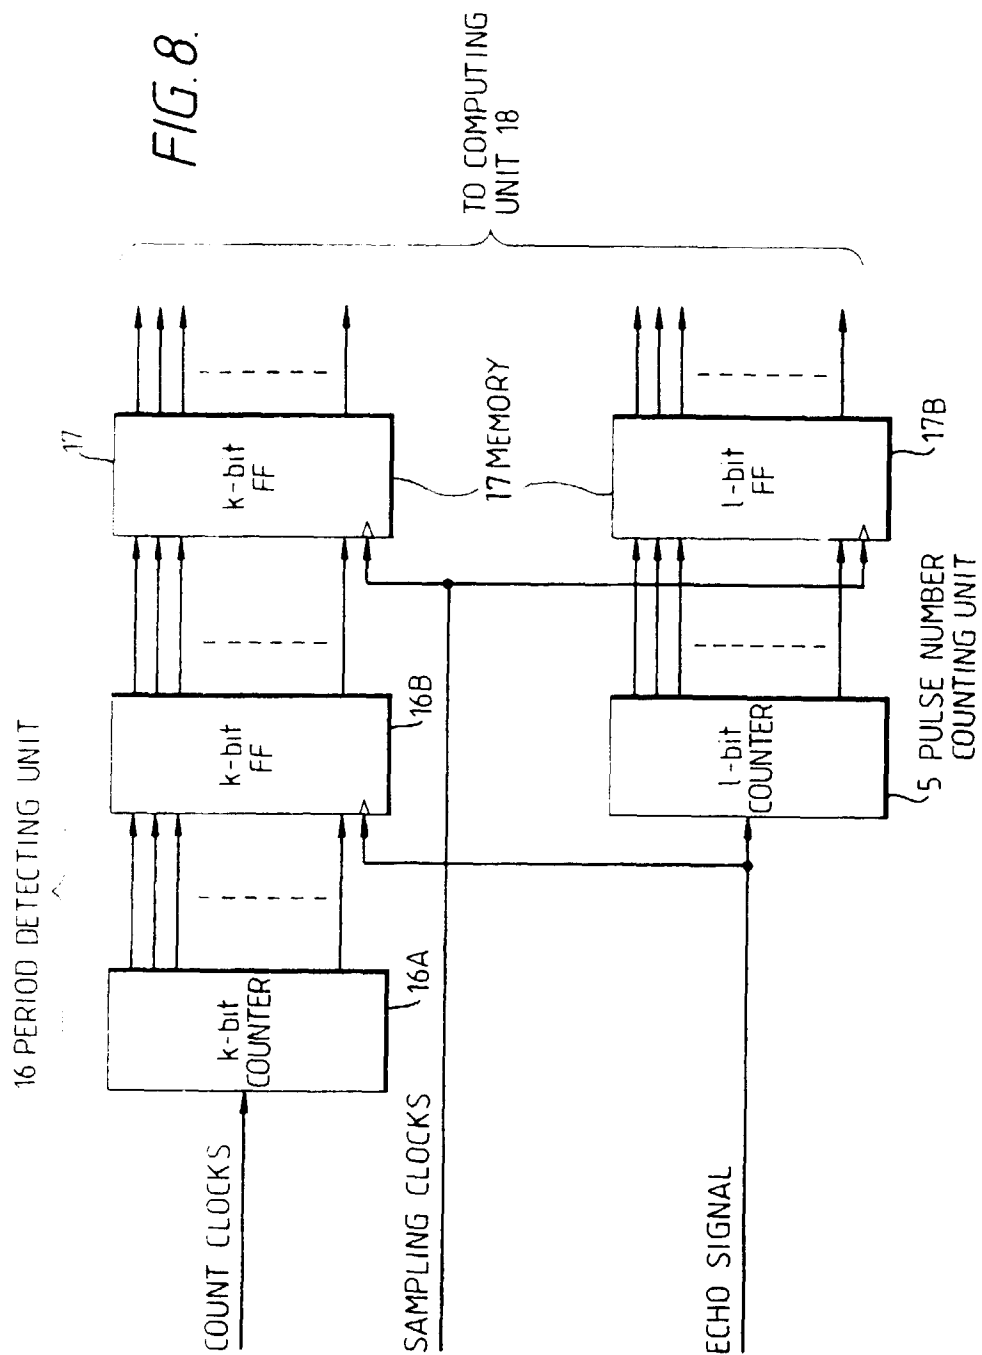 FIG. 8.
16 PERIOD DETECTING UNIT
COUNT CLOCKS
k-bit
COUNTER
16A
k-bit
FF
16B
k-bit
FF
17
17 MEMORY
TO COMPUTING
UNIT 18
SAMPLING CLOCKS
ECHO SIGNAL
l-bit
COUNTER
5 PULSE NUMBER
COUNTING UNIT
l-bit
FF
17B